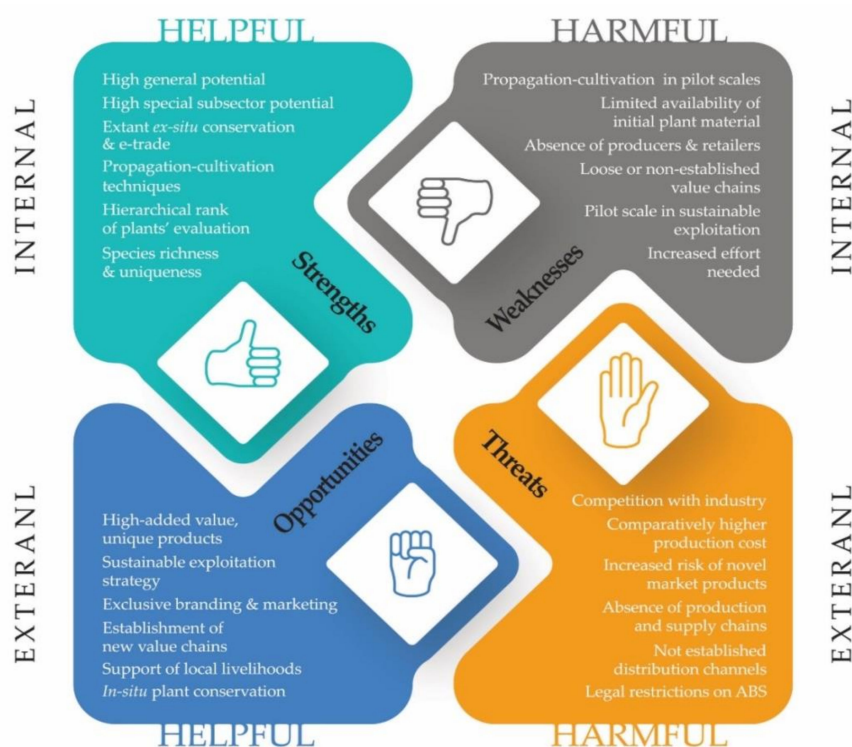 HELPFUL
HARMFUL
INTERNAL
High general potential
High special subsector potential
Extant ex-situ conservation
& e-trade
Propagation-cultivation
techniques
Hierarchical rank
of plants' evaluation
Species richness
& uniqueness
Strengths
Propagation-cultivation in pilot scales
Limited availability of
initial plant material
Absence of producers & retailers
Loose or non-established
value chains
Pilot scale in sustainable
exploitation
Increased effort
needed
Weaknesses
INTERNAL
EXTERANL
Opportunities
High-added value,
unique products
Sustainable exploitation
strategy
Exclusive branding & marketing
Establishment of
new value chains
Support of local livelihoods
In-situ plant conservation
Threats
Competition with industry
Comparatively higher
production cost
Increased risk of novel
market products
Absence of production
and supply chains
Not established
distribution channels
Legal restrictions on ABS
EXTERANL
HELPFUL
HARMFUL